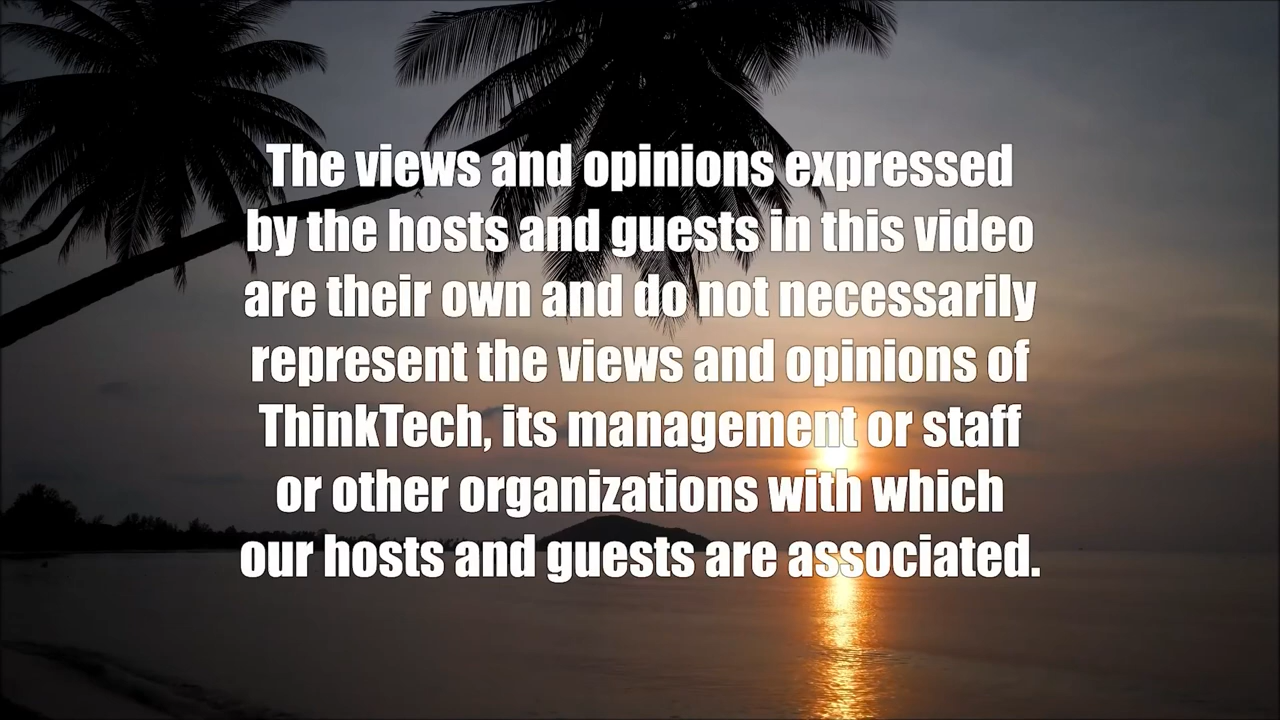 The views and opinions expressed
by the hosts and guests in this video
are their own and do not necessarily
represent the views and opinions of
ThinkTech, its management or staff
or other organizations with which
our hosts and guests are associated.